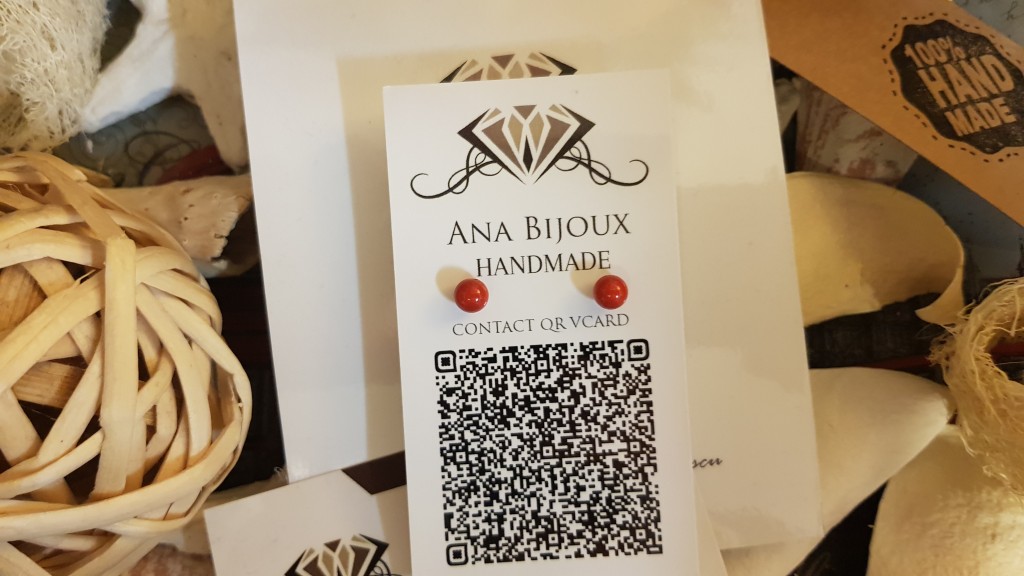 100%
HAND
MADE
ANA BIJOUX
HANDMADE
CONTACT QR VCARD